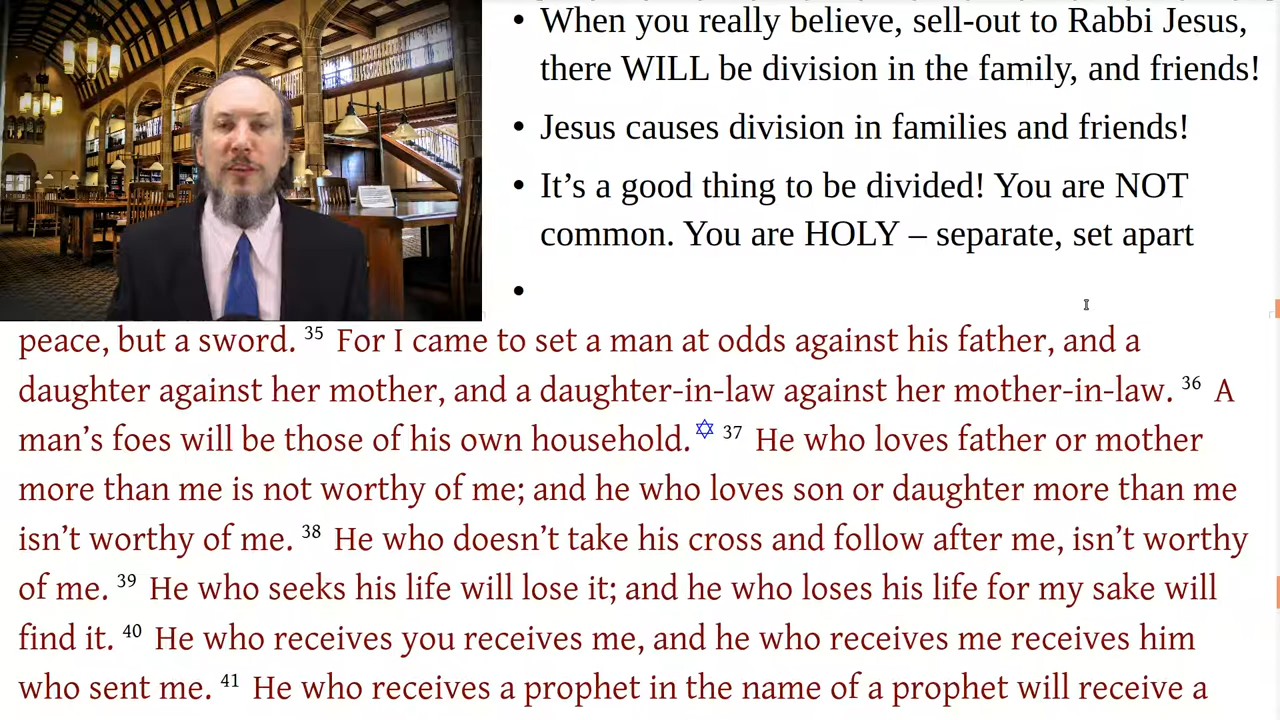 When you really believe, sell-out to Rabbi Jesus,
there WILL be division in the family, and friends!
Jesus causes division in families and friends!
It’s a good thing to be divided! You are NOT
common. You are HOLY – separate, set apart
peace, but a sword. 35 For I came to set a man at odds against his father, and a
daughter against her mother, and a daughter-in-law against her mother-in-law. 36 A
man’s foes will be those of his own household.✡ 37 He who loves father or mother
more than me is not worthy of me; and he who loves son or daughter more than me
isn’t worthy of me. 38 He who doesn’t take his cross and follow after me, isn’t worthy
of me. 39 He who seeks his life will lose it; and he who loses his life for my sake will
find it. 40 He who receives you receives me, and he who receives me receives him
who sent me. 41 He who receives a prophet in the name of a prophet will receive a